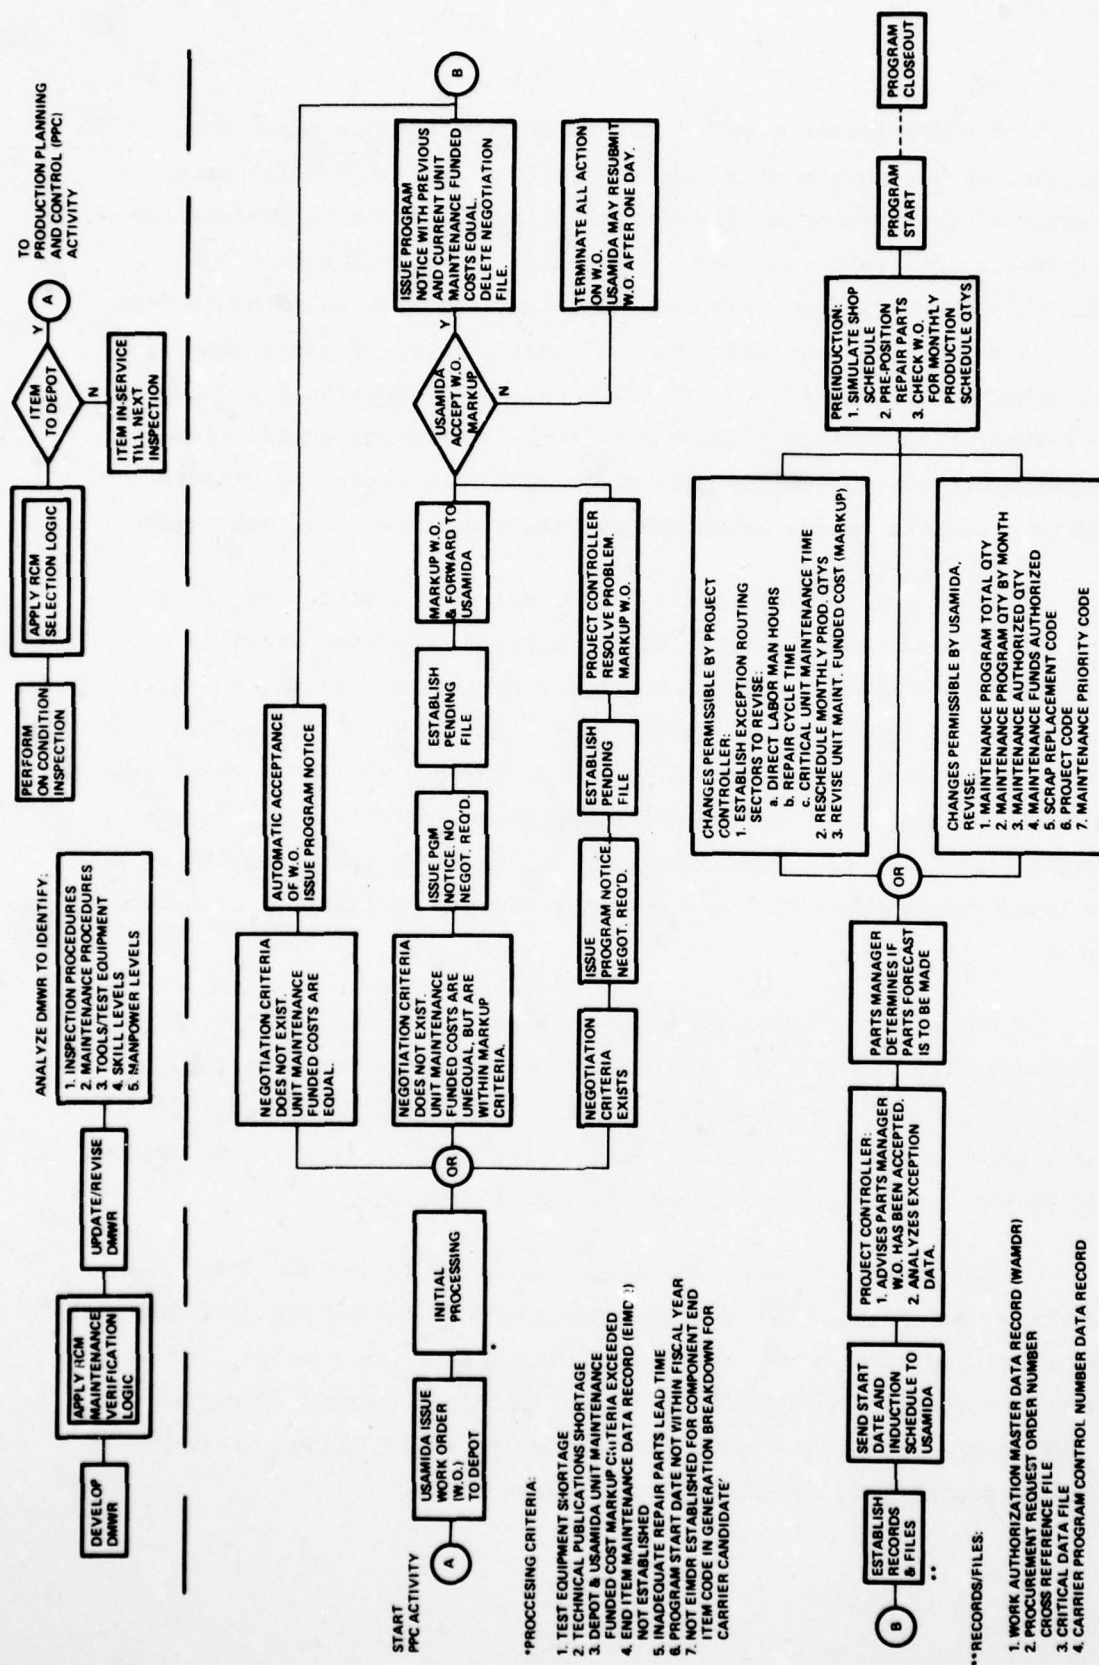 DEVELOP
DMWR
APPLY RCM
MAINTENANCE
VERIFICATION
LOGIC
UPDATE/REVISE
DMWR
ANALYZE DMWR TO IDENTIFY:
1. INSPECTION PROCEDURES
2. MAINTENANCE PROCEDURES
3. TOOLS/TEST EQUIPMENT
4. SKILL LEVELS
5. MANPOWER LEVELS
PERFORM
ON CONDITION
INSPECTION
APPLY RCM
SELECTION LOGIC
ITEM
TO DEPOT
Y
N
ITEM IN-SERVICE
TILL NEXT
INSPECTION
A
TO
PRODUCTION PLANNING
AND CONTROL (PPC)
ACTIVITY
START
PPC ACTIVITY
A
USAMIDA ISSUE
WORK ORDER
(W.O.)
TO DEPOT
INITIAL
PROCESSING
*
OR
NEGOTIATION CRITERIA
DOES NOT EXIST.
UNIT MAINTENANCE
FUNDED COSTS ARE
EQUAL.
AUTOMATIC ACCEPTANCE
OF W.O.
ISSUE PROGRAM NOTICE
NEGOTIATION CRITERIA
DOES NOT EXIST.
UNIT MAINTENANCE
FUNDED COSTS ARE
UNEQUAL, BUT ARE
WITHIN MARKUP
CRITERIA.
ISSUE PGM
NOTICE. NO
NEGOT. REQ'D.
ESTABLISH
PENDING
FILE
MARKUP W.O.
& FORWARD TO
USAMIDA
NEGOTIATION
CRITERIA
EXISTS
ISSUE
PROGRAM NOTICE.
NEGOT. REQ'D.
ESTABLISH
PENDING
FILE
PROJECT CONTROLLER
RESOLVE PROBLEM.
MARKUP W.O.
USAMIDA
ACCEPT W.O.
MARKUP
Y
N
ISSUE PROGRAM
NOTICE WITH PREVIOUS
AND CURRENT UNIT
MAINTENANCE FUNDED
COSTS EQUAL.
DELETE NEGOTIATION
FILE.
TERMINATE ALL ACTION
ON W.O.
USAMIDA MAY RESUBMIT
W.O. AFTER ONE DAY.
B
*PROCCESING CRITERIA:
1. TEST EQUIPMENT SHORTAGE
2. TECHNICAL PUBLICATIONS SHORTAGE
3. DEPOT & USAMIDA UNIT MAINTENANCE
FUNDED COST MARKUP CRITERIA EXCEEDED
4. END ITEM MAINTENANCE DATA RECORD (EIMDR)
NOT ESTABLISHED
5. INADEQUATE REPAIR PARTS LEAD TIME
6. PROGRAM START DATE NOT WITHIN FISCAL YEAR
7. NOT EIMDR ESTABLISHED FOR COMPONENT END
ITEM CODE IN GENERATION BREAKDOWN FOR
CARRIER CANDIDATE'
B
ESTABLISH
RECORDS
& FILES
**
SEND START
DATE AND
INDUCTION
SCHEDULE TO
USAMIDA
PROJECT CONTROLLER:
1. ADVISES PARTS MANAGER
W.O. HAS BEEN ACCEPTED.
2. ANALYZES EXCEPTION
DATA.
PARTS MANAGER
DETERMINES IF
PARTS FORECAST
IS TO BE MADE
OR
CHANGES PERMISSIBLE BY PROJECT
CONTROLLER:
1. ESTABLISH EXCEPTION ROUTING
SECTORS TO REVISE:
a. DIRECT LABOR MAN HOURS
b. REPAIR CYCLE TIME
c. CRITICAL UNIT MAINTENANCE TIME
2. RESCHEDULE MONTHLY PROD. QTYS
3. REVISE UNIT MAINT. FUNDED COST (MARKUP)
CHANGES PERMISSIBLE BY USAMIDA,
REVISE:
1. MAINTENANCE PROGRAM TOTAL QTY
2. MAINTENANCE PROGRAM QTY BY MONTH
3. MAINTENANCE AUTHORIZED QTY
4. MAINTENANCE FUNDS AUTHORIZED
5. SCRAP REPLACEMENT CODE
6. PROJECT CODE
7. MAINTENANCE PRIORITY CODE
PREINDUCTION:
1. SIMULATE SHOP
SCHEDULE
2. PRE-POSITION
REPAIR PARTS
3. CHECK W.O.
FOR MONTHLY
PRODUCTION
SCHEDULE QTYS
PROGRAM
START
PROGRAM
CLOSEOUT
**RECORDS/FILES:
1. WORK AUTHORIZATION MASTER DATA RECORD (WAMDR)
2. PROCUREMENT REQUEST ORDER NUMBER
CROSS REFERENCE FILE
3. CRITICAL DATA FILE
4. CARRIER PROGRAM CONTROL NUMBER DATA RECORD